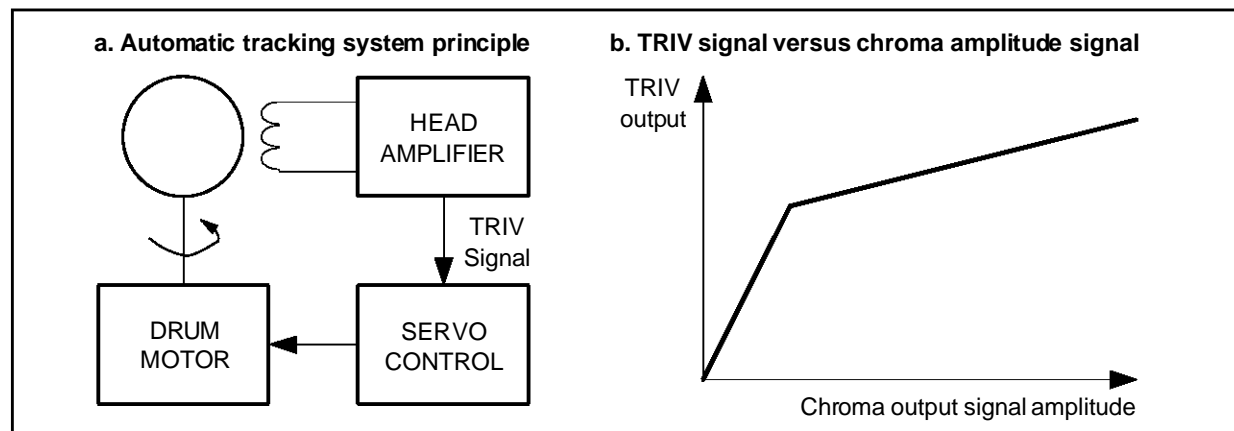 a. Automatic tracking system principle
HEAD
AMPLIFIER
TRIV
Signal
DRUM
MOTOR
SERVO
CONTROL
b. TRIV signal versus chroma amplitude signal
TRIV
output
Chroma output signal amplitude